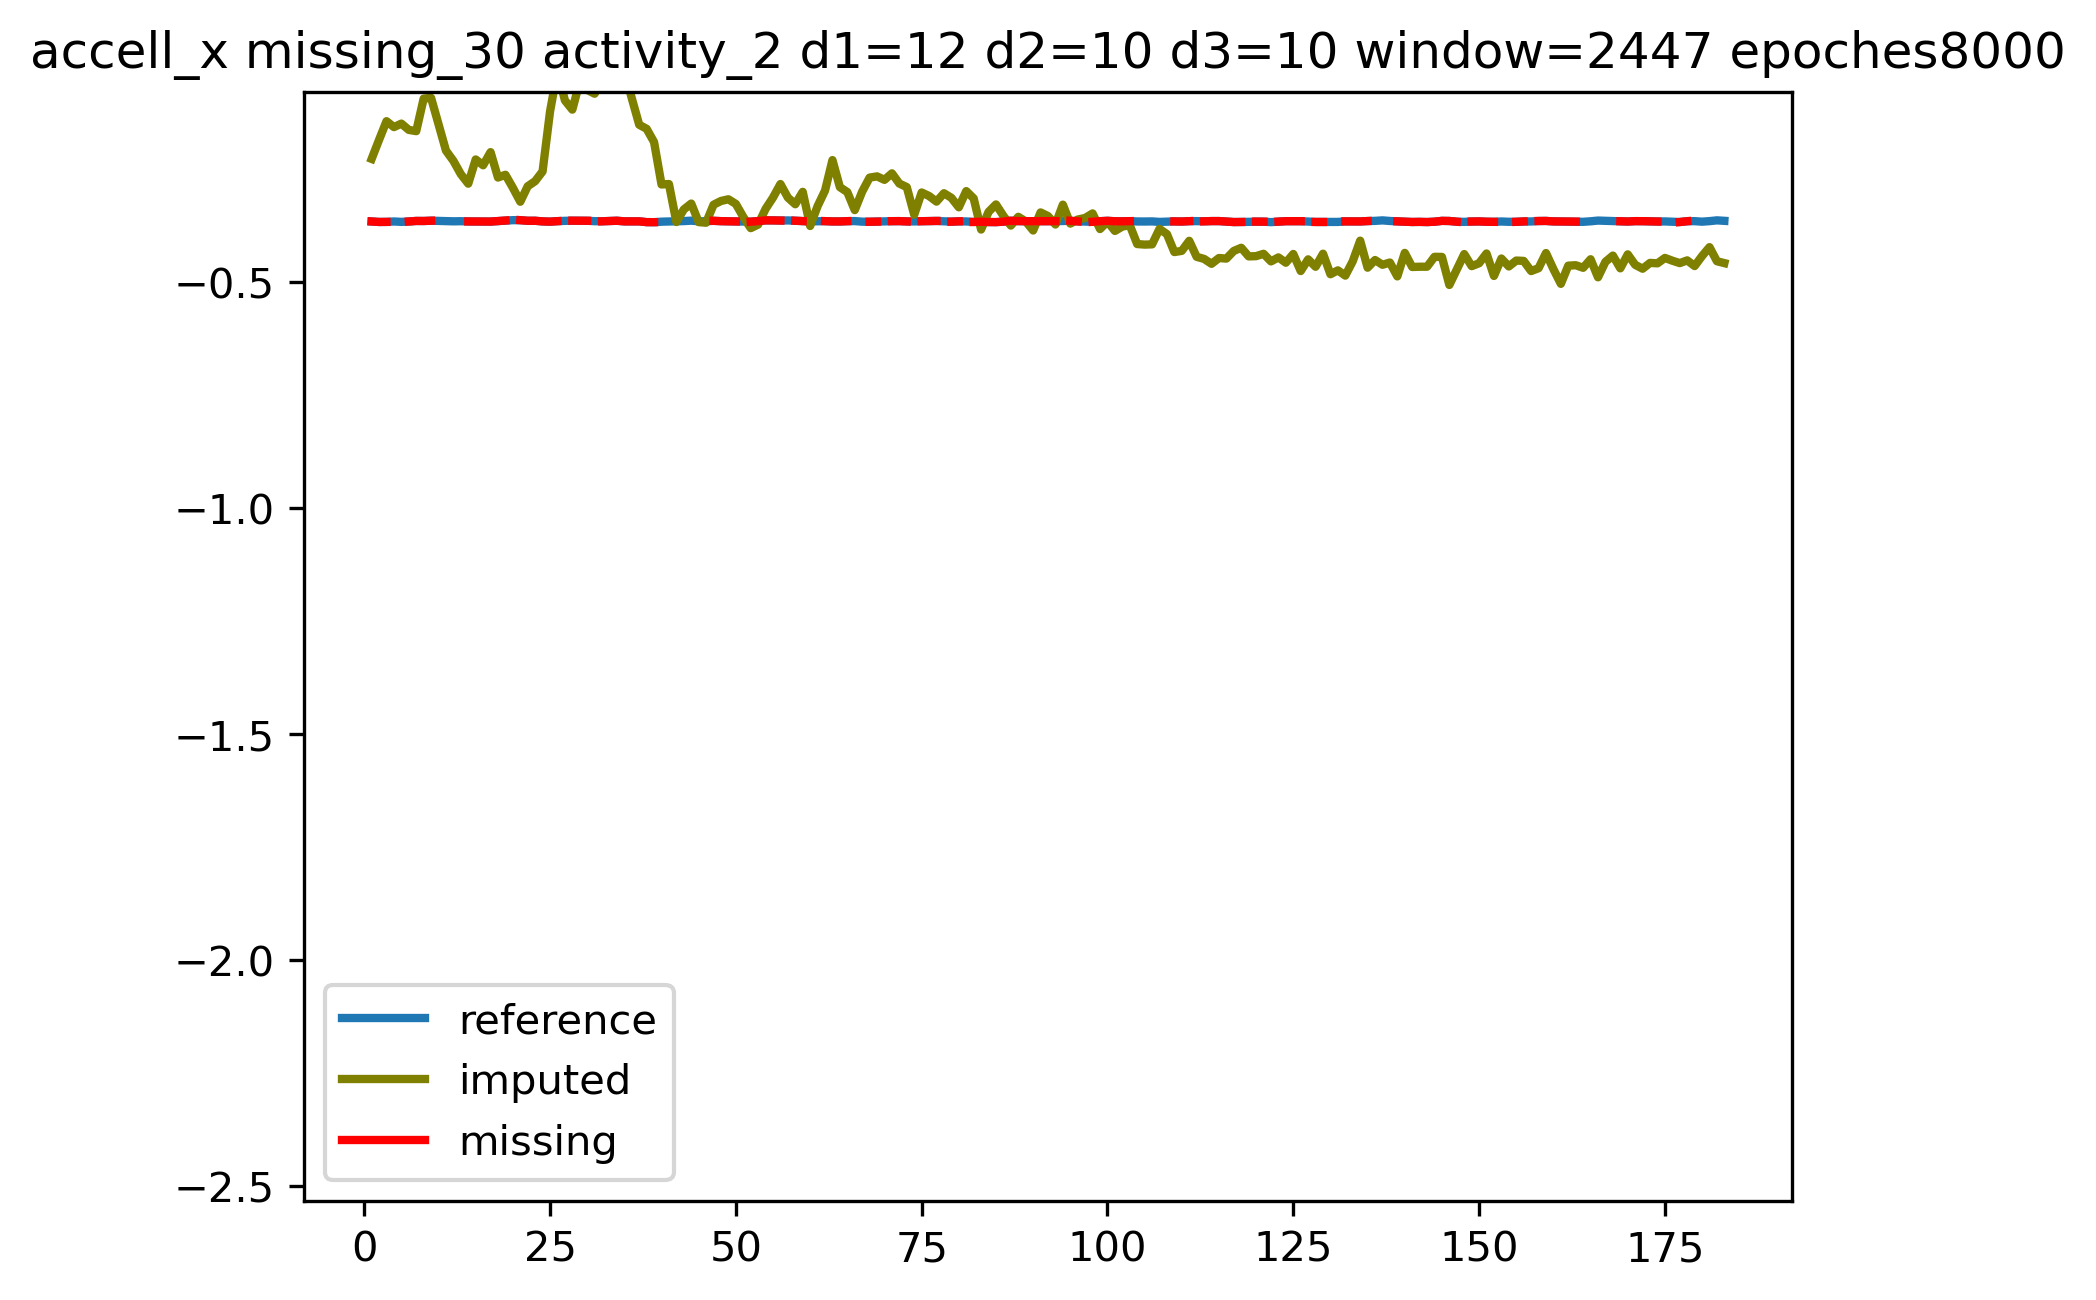 accell_x missing_30 activity_2 d1=12 d2=10 d3=10 window=2447 epoches8000
−0.5
−1.0
−1.5
−2.0
−2.5
reference
imputed
missing
0 25 50 75 100 125 150 175